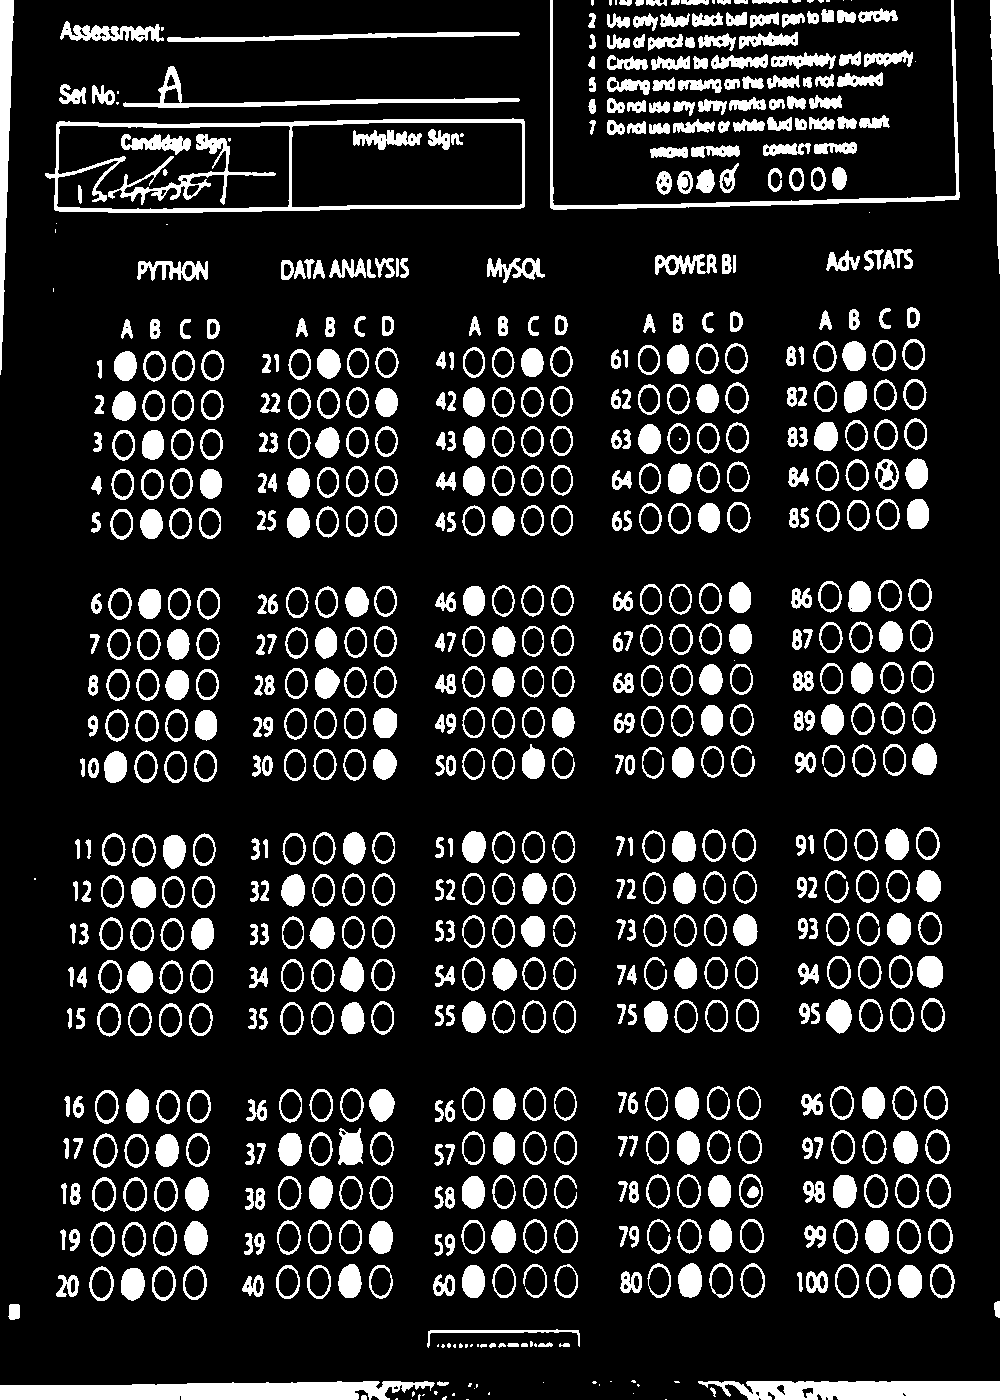 2 Use only blue/ black ball point pen to fill the circles
Assessment:
3 Use of pencil is strictly prohibited
4 Circles should be darkened completely and properly.
5 Cutting and erasing on this sheet is not allowed
Set No: A
6 Do not use any stray marks on the sheet
7 Do not use marker or white fluid to hide the mark
Candidate Sign: Invigilator Sign:
WRONG METHODS CORRECT METHOD
PYTHON DATA ANALYSIS MySQL POWER BI Adv STATS
A B C D A B C D A B C D A B C D A B C D
1 21 41 61 81
2 22 42 62 82
3 23 43 63 83
4 24 44 64 84
5 25 45 65 85
6 26 46 66 86
7 27 47 67 87
8 28 48 68 88
9 29 49 69 89
10 30 50 70 90
11 31 51 71 91
12 32 52 72 92
13 33 53 73 93
14 34 54 74 94
15 35 55 75 95
16 36 56 76 96
17 37 57 77 97
18 38 58 78 98
19 39 59 79 99
20 40 60 80 100